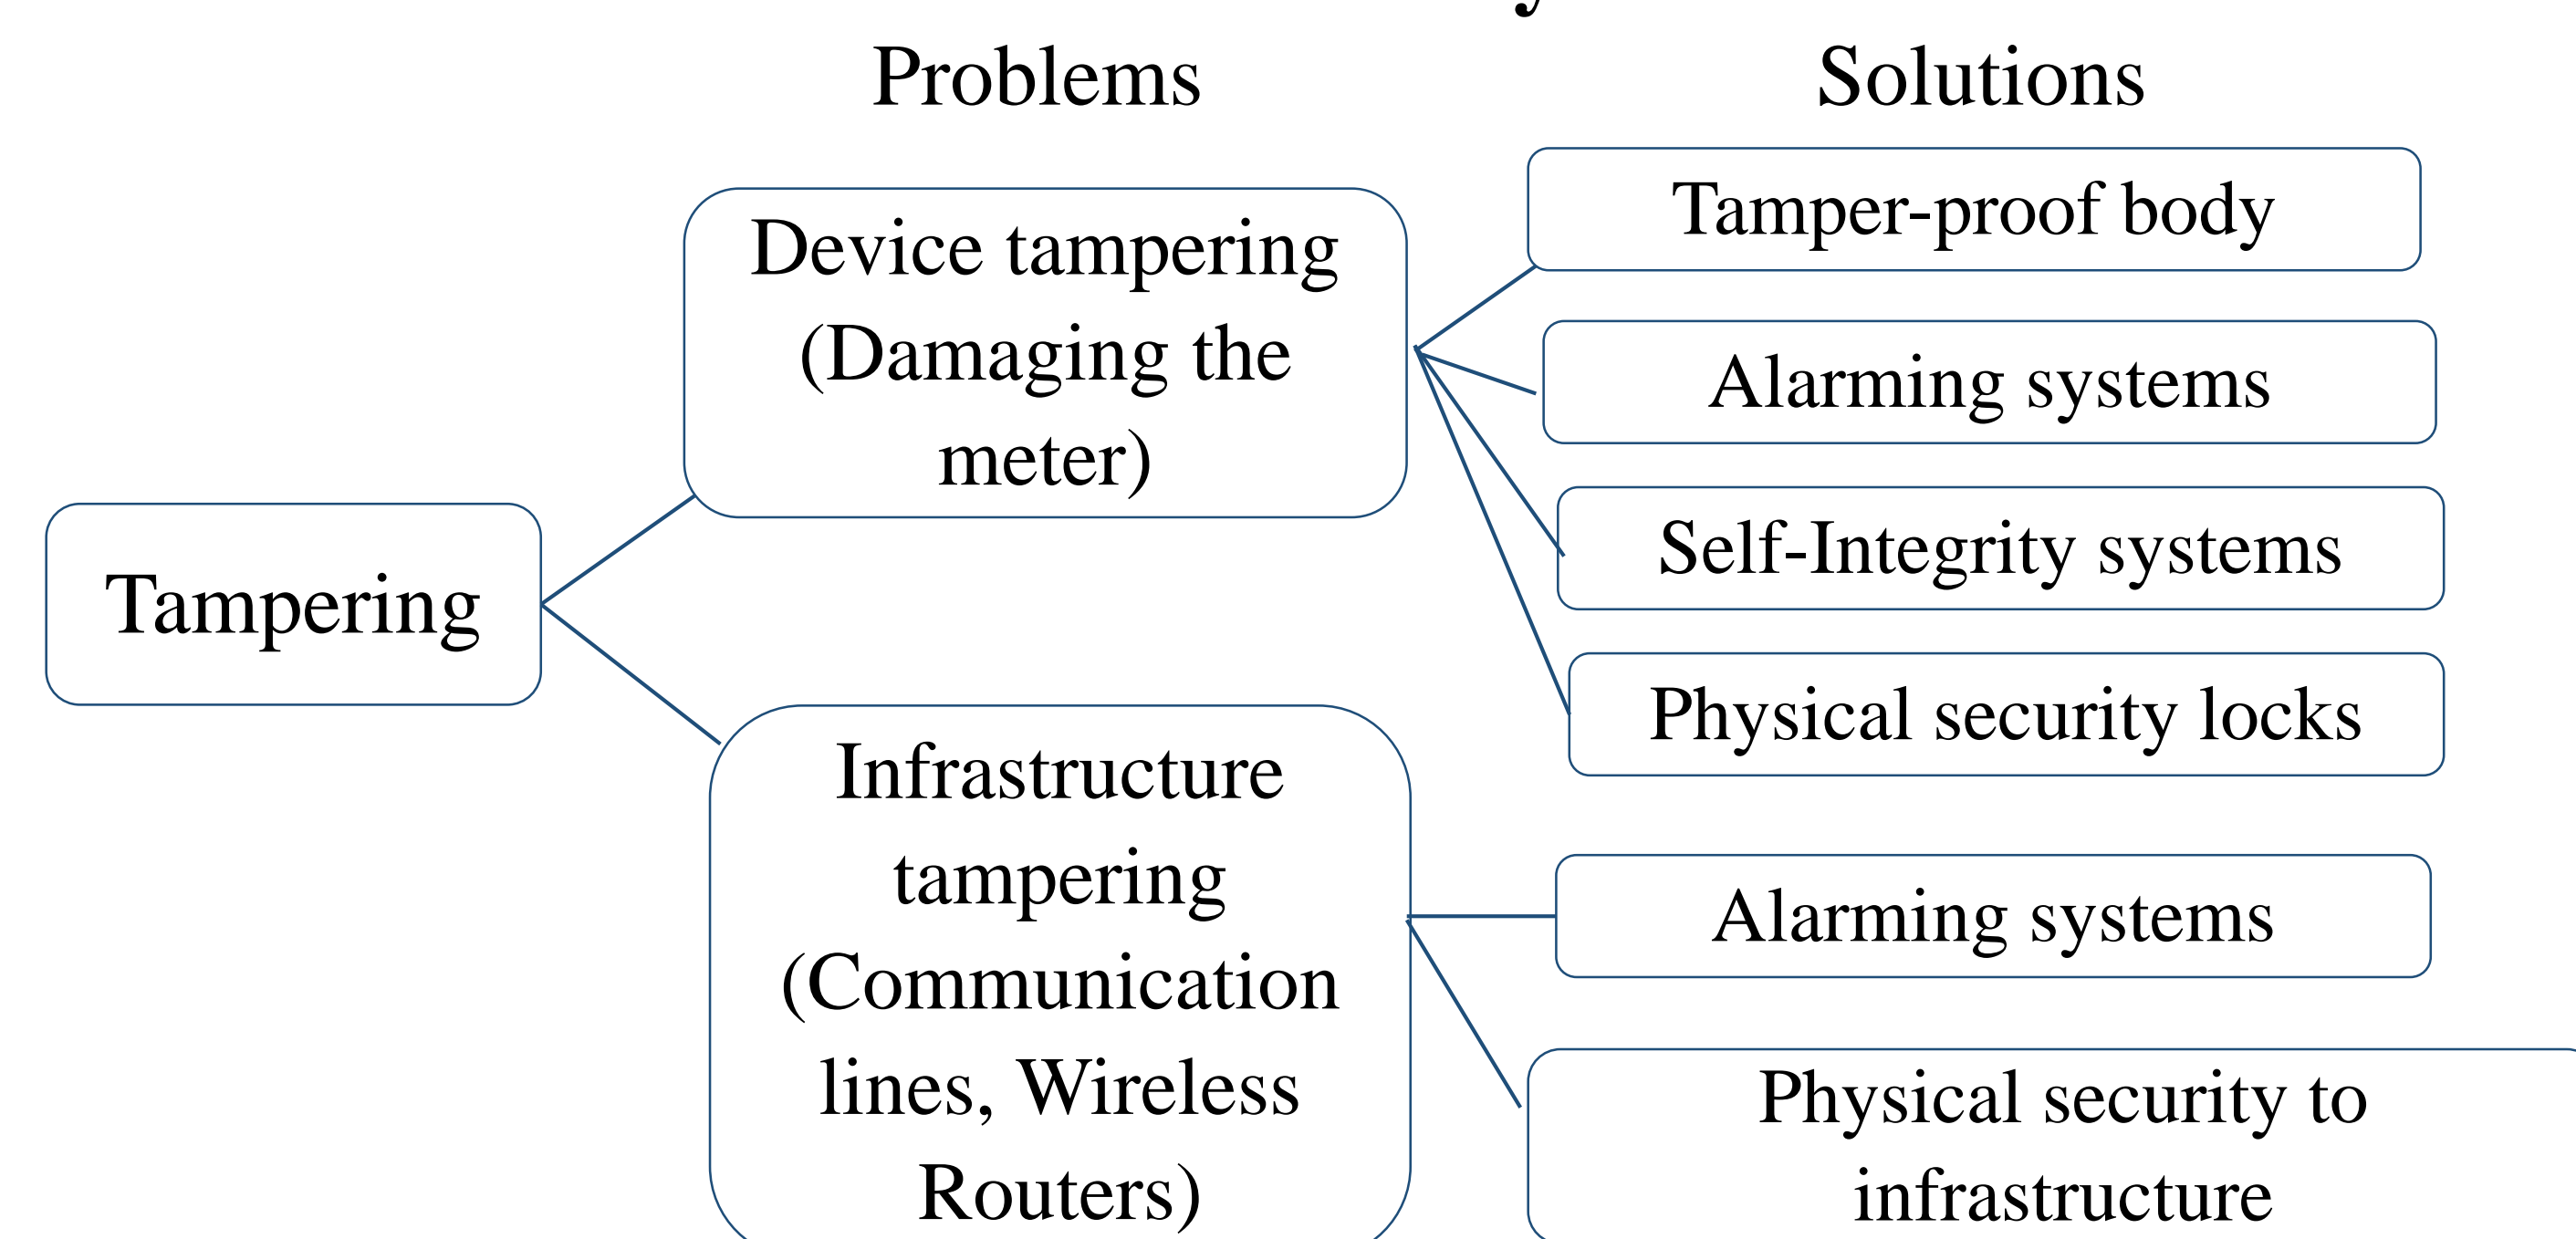 Problems
Solutions
Tampering
Device tampering
(Damaging the
meter)
Tamper-proof body
Alarming systems
Self-Integrity systems
Physical security locks
Infrastructure
tampering
(Communication
lines, Wireless
Routers)
Alarming systems
Physical security to
infrastructure